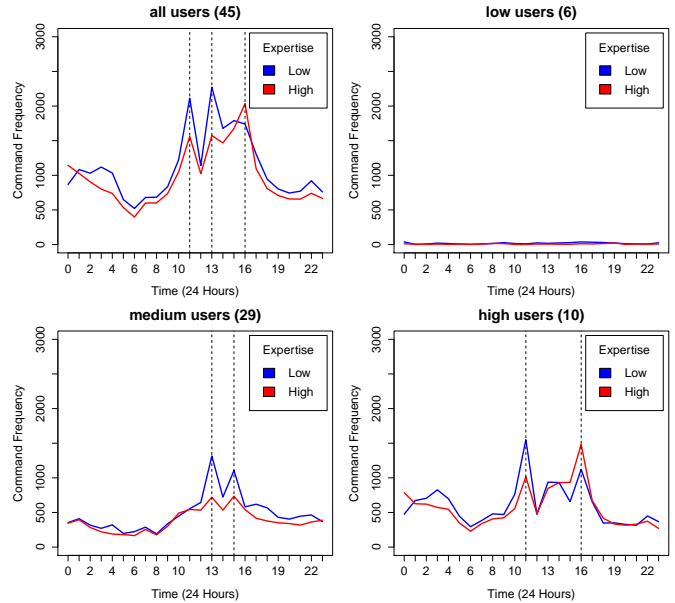 all users (45)
3000
2000
1000
500
0
Command Frequency
Expertise
Low
High
0 2 4 6 8 10 13 16 19 22
Time (24 Hours)
low users (6)
3000
2000
1000
500
0
Command Frequency
Expertise
Low
High
0 2 4 6 8 10 13 16 19 22
Time (24 Hours)
medium users (29)
3000
2000
1000
500
0
Command Frequency
Expertise
Low
High
0 2 4 6 8 10 13 16 19 22
Time (24 Hours)
high users (10)
3000
2000
1000
500
0
Command Frequency
Expertise
Low
High
0 2 4 6 8 10 13 16 19 22
Time (24 Hours)